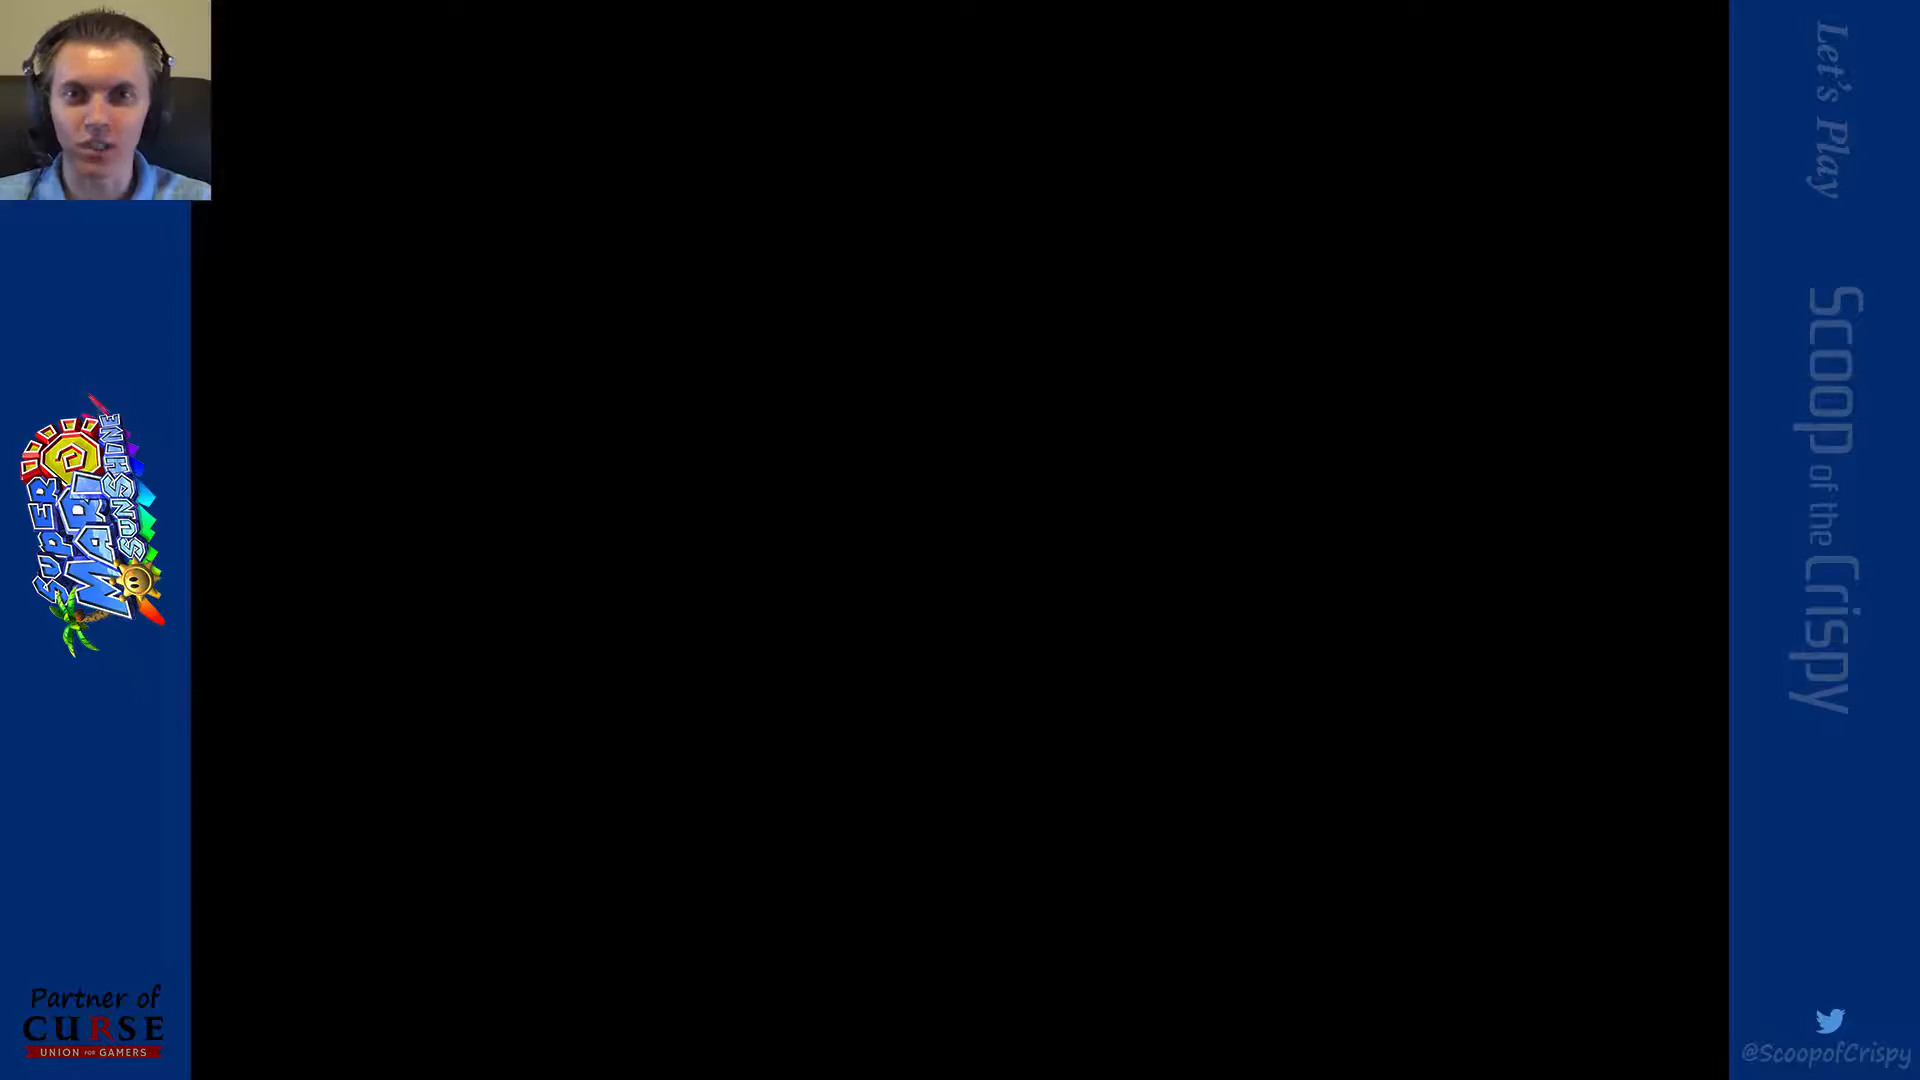 SUPER
MARIO
SUNSHINE
Partner of
CURSE
UNION FOR GAMERS
Let's Play
Scoop of the Crispy
@ScoopofCrispy